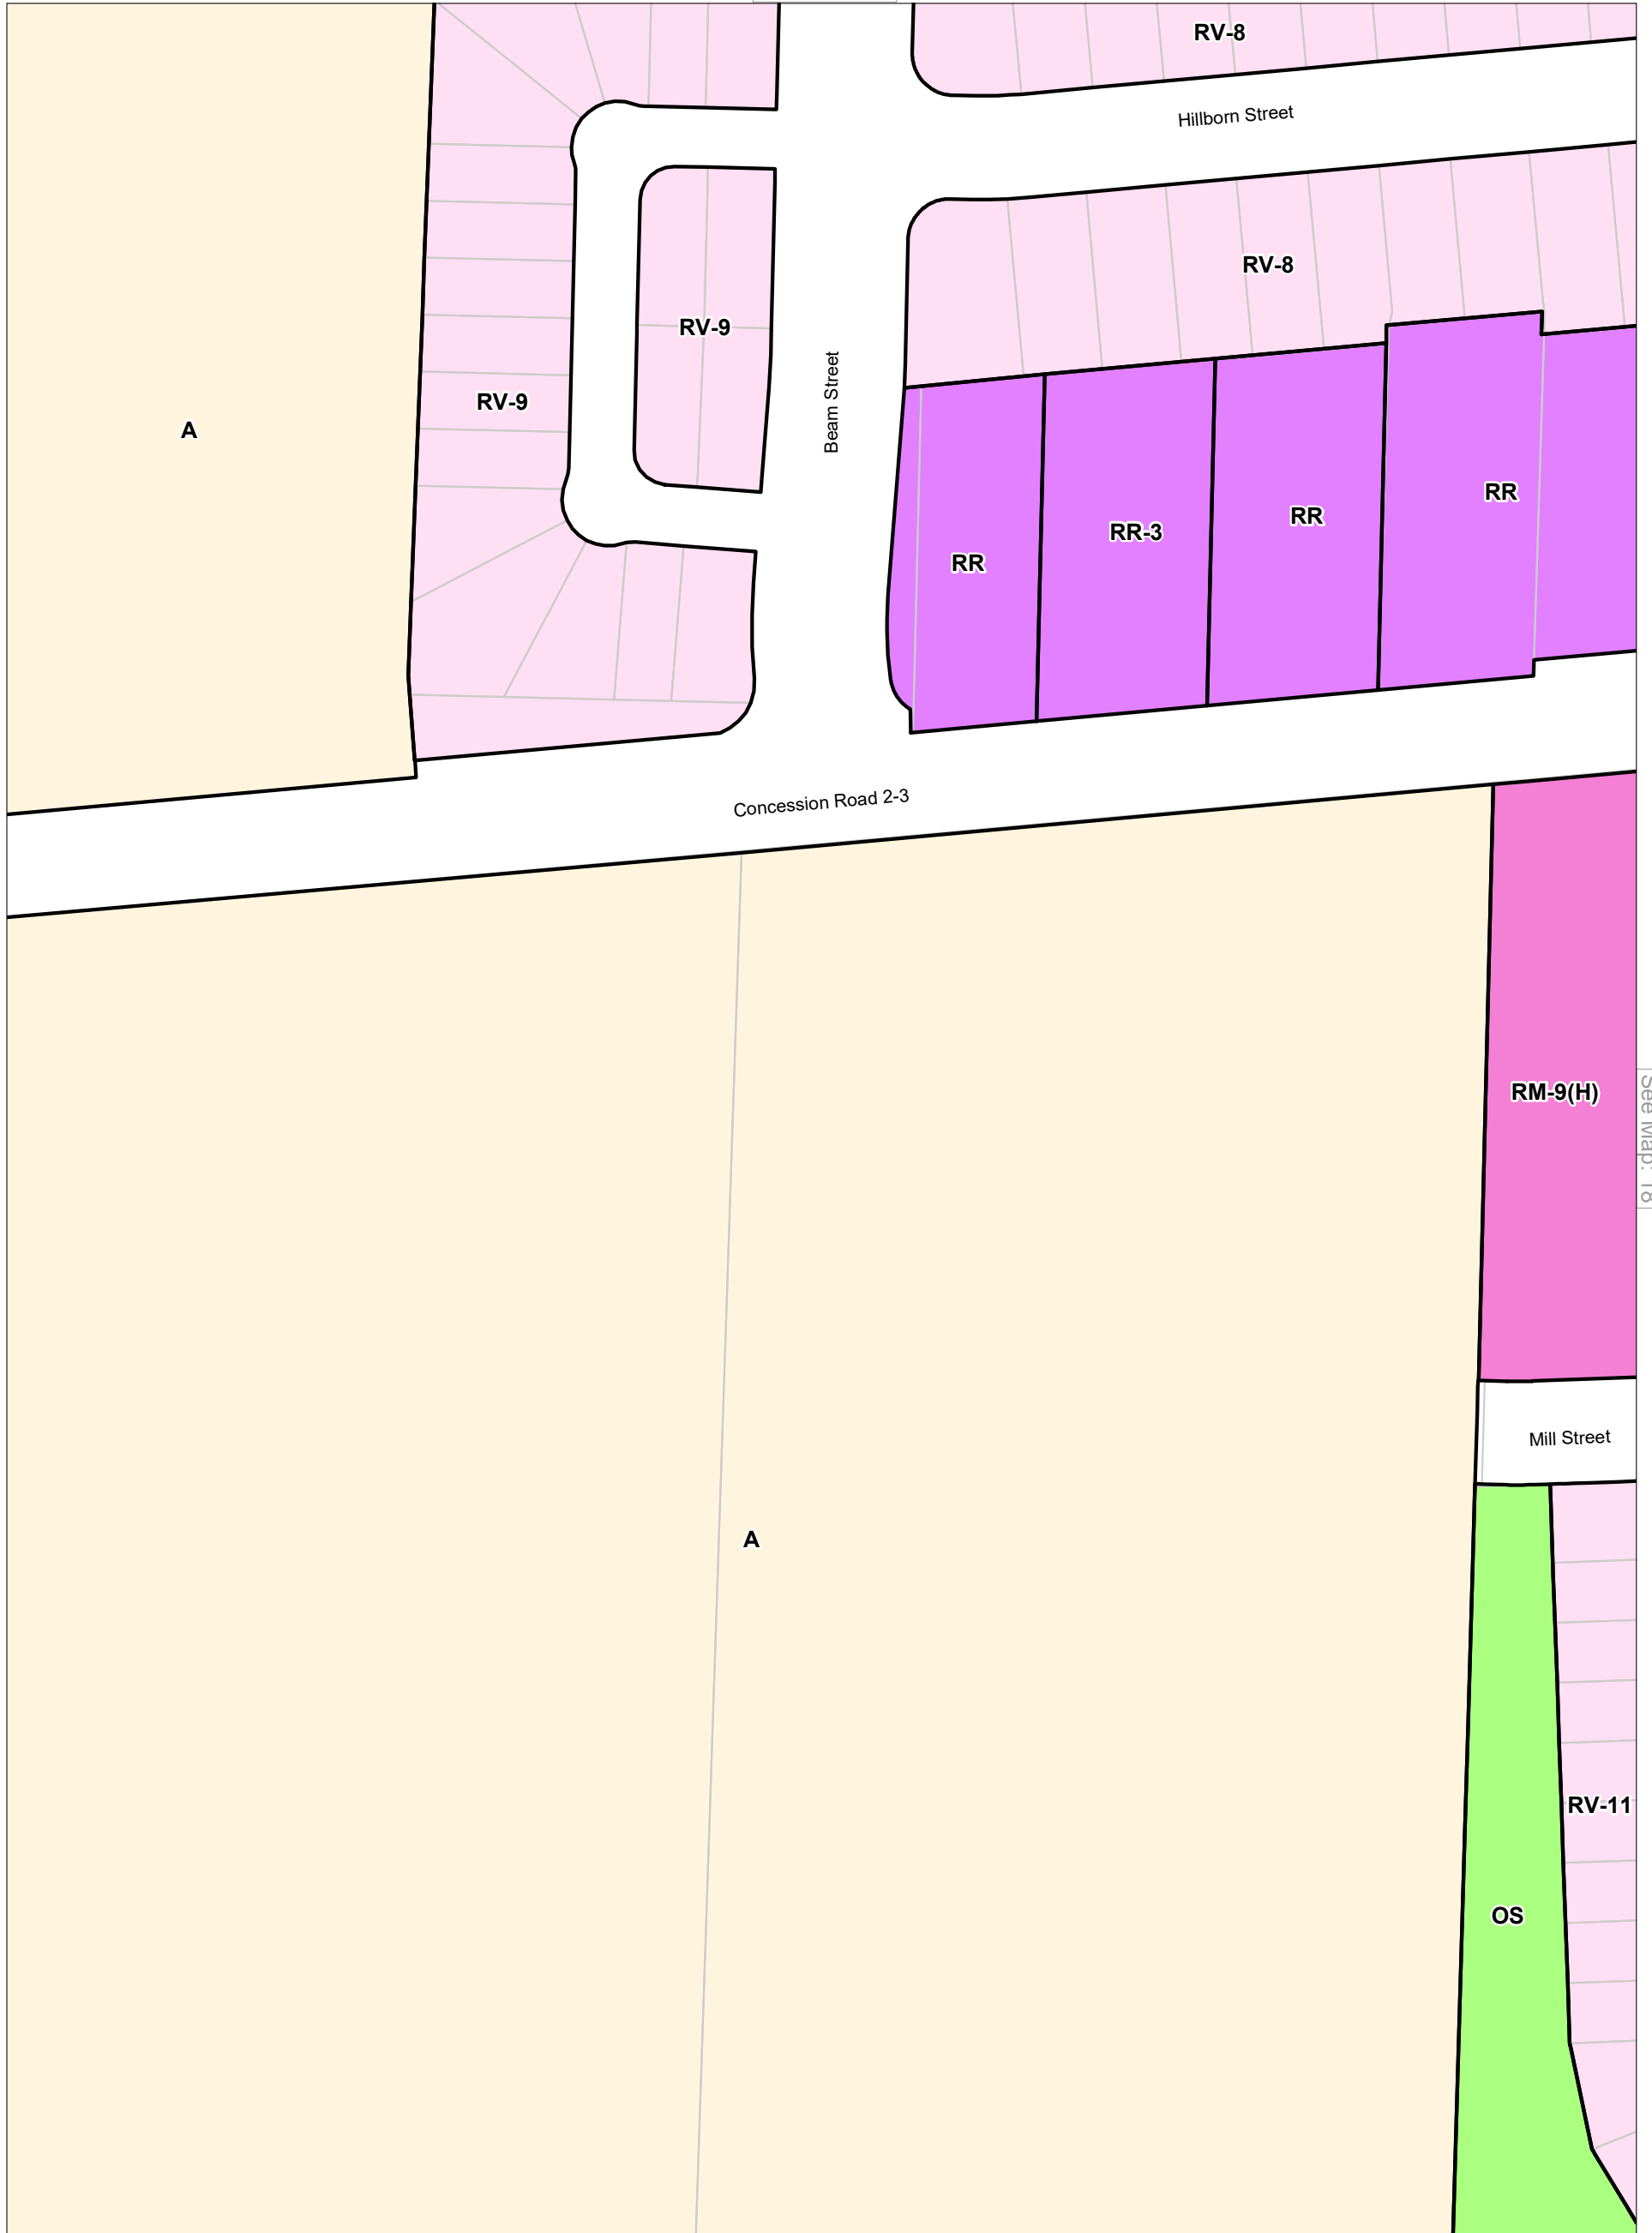 RV-8
Hillborn Street
RV-8
RV-9
Beam Street
RV-9
A
RR
RR
RR-3
RR
Concession Road 2-3
RM-9(H)
See Map: 18
Mill Street
A
RV-11
OS